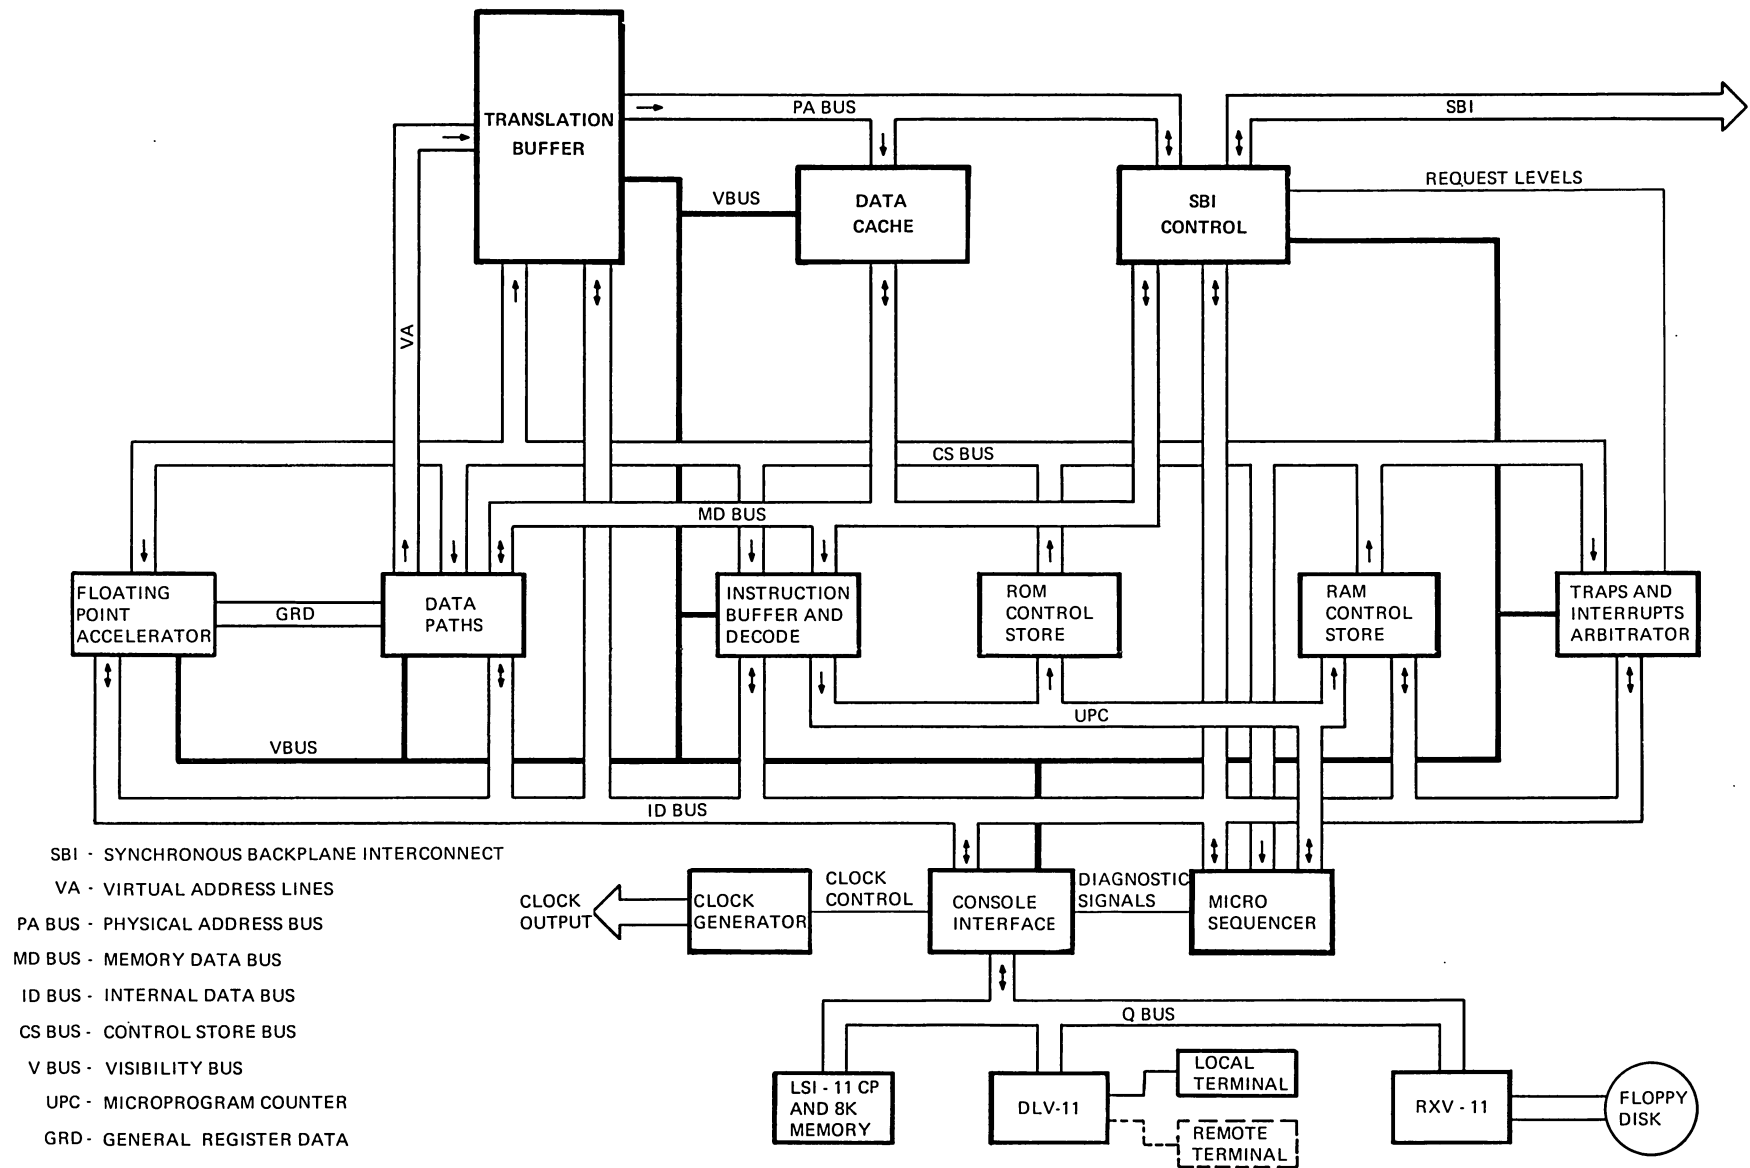 TRANSLATION
BUFFER
PA BUS
SBI
VBUS
DATA
CACHE
SBI
CONTROL
REQUEST LEVELS
VA
CS BUS
MD BUS
FLOATING
POINT
ACCELERATOR
GRD
DATA
PATHS
INSTRUCTION
BUFFER AND
DECODE
ROM
CONTROL
STORE
RAM
CONTROL
STORE
TRAPS AND
INTERRUPTS
ARBITRATOR
UPC
VBUS
ID BUS
SBI - SYNCHRONOUS BACKPLANE INTERCONNECT
VA - VIRTUAL ADDRESS LINES
PA BUS - PHYSICAL ADDRESS BUS
MD BUS - MEMORY DATA BUS
ID BUS - INTERNAL DATA BUS
CS BUS - CONTROL STORE BUS
V BUS - VISIBILITY BUS
UPC - MICROPROGRAM COUNTER
GRD - GENERAL REGISTER DATA
CLOCK
OUTPUT
CLOCK
GENERATOR
CLOCK
CONTROL
CONSOLE
INTERFACE
DIAGNOSTIC
SIGNALS
MICRO
SEQUENCER
Q BUS
LSI - 11 CP
AND 8K
MEMORY
DLV-11
LOCAL
TERMINAL
REMOTE
TERMINAL
RXV - 11
FLOPPY
DISK